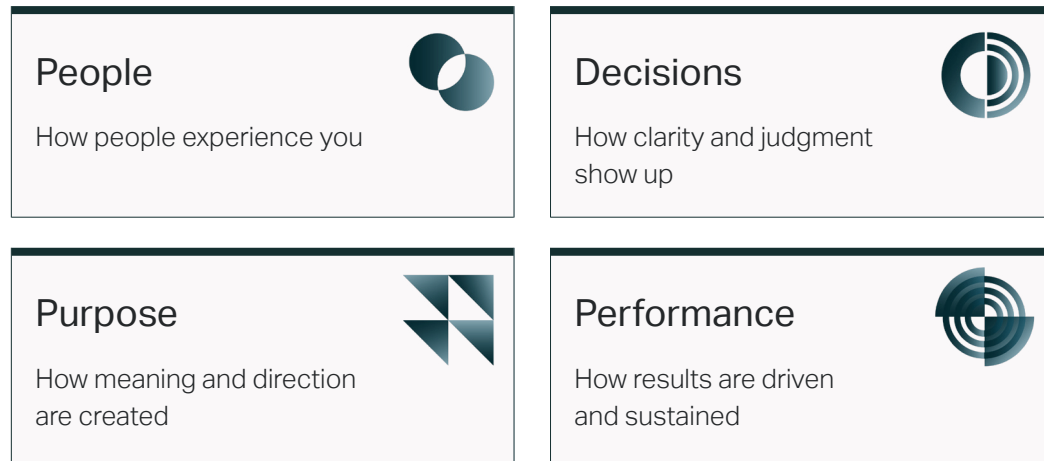 People
How people experience you
Decisions
How clarity and judgment
show up
Purpose
How meaning and direction
are created
Performance
How results are driven
and sustained